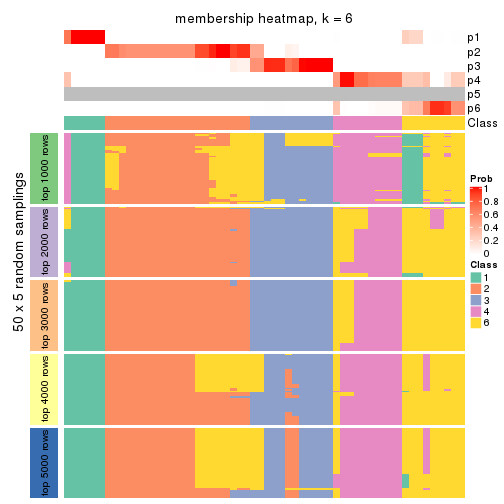 membership heatmap, k = 6
p1
p2
p3
p4
p5
p6
Class
50 x 5 random samplings
top 1000 rows
top 2000 rows
top 3000 rows
top 4000 rows
top 5000 rows
Prob
1
0.8
0.6
0.4
0.2
0
Class
1
2
3
4
6